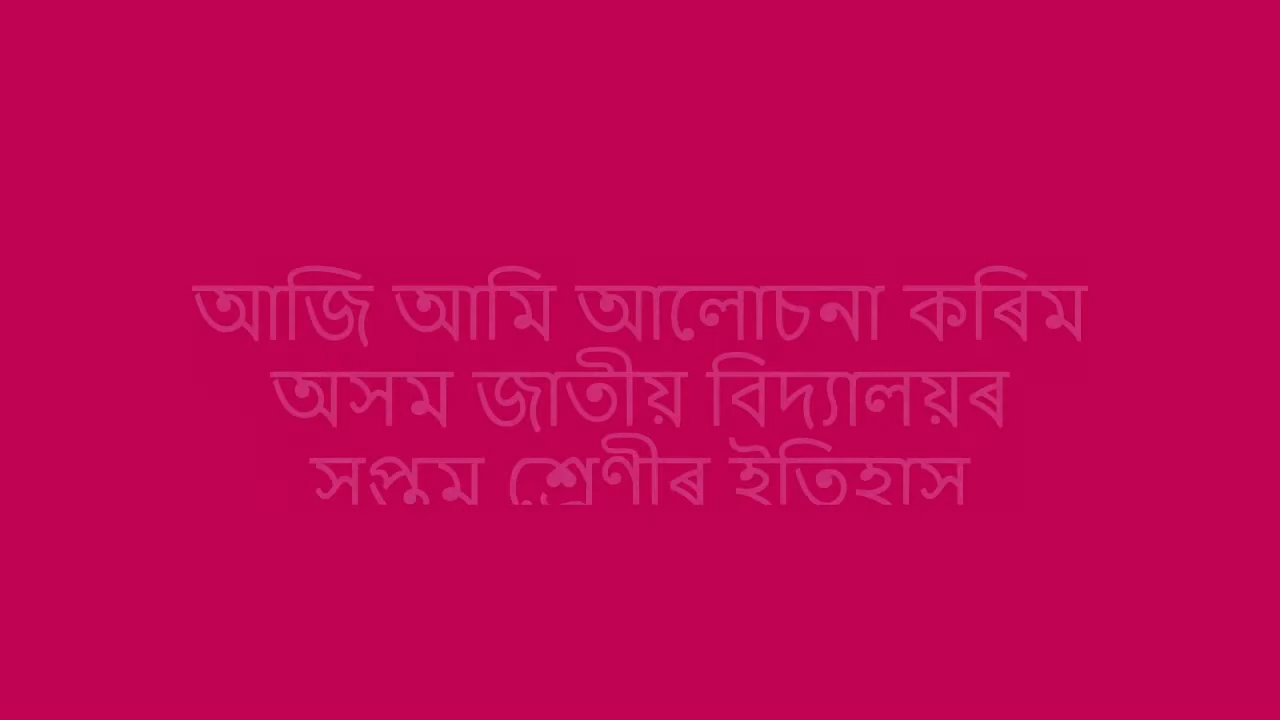 আজি আমি আলোচনা কৰিম
অসম জাতীয় বিদ্যালয়ৰ
সপ্তম শ্ৰেণীৰ ইতিহাস